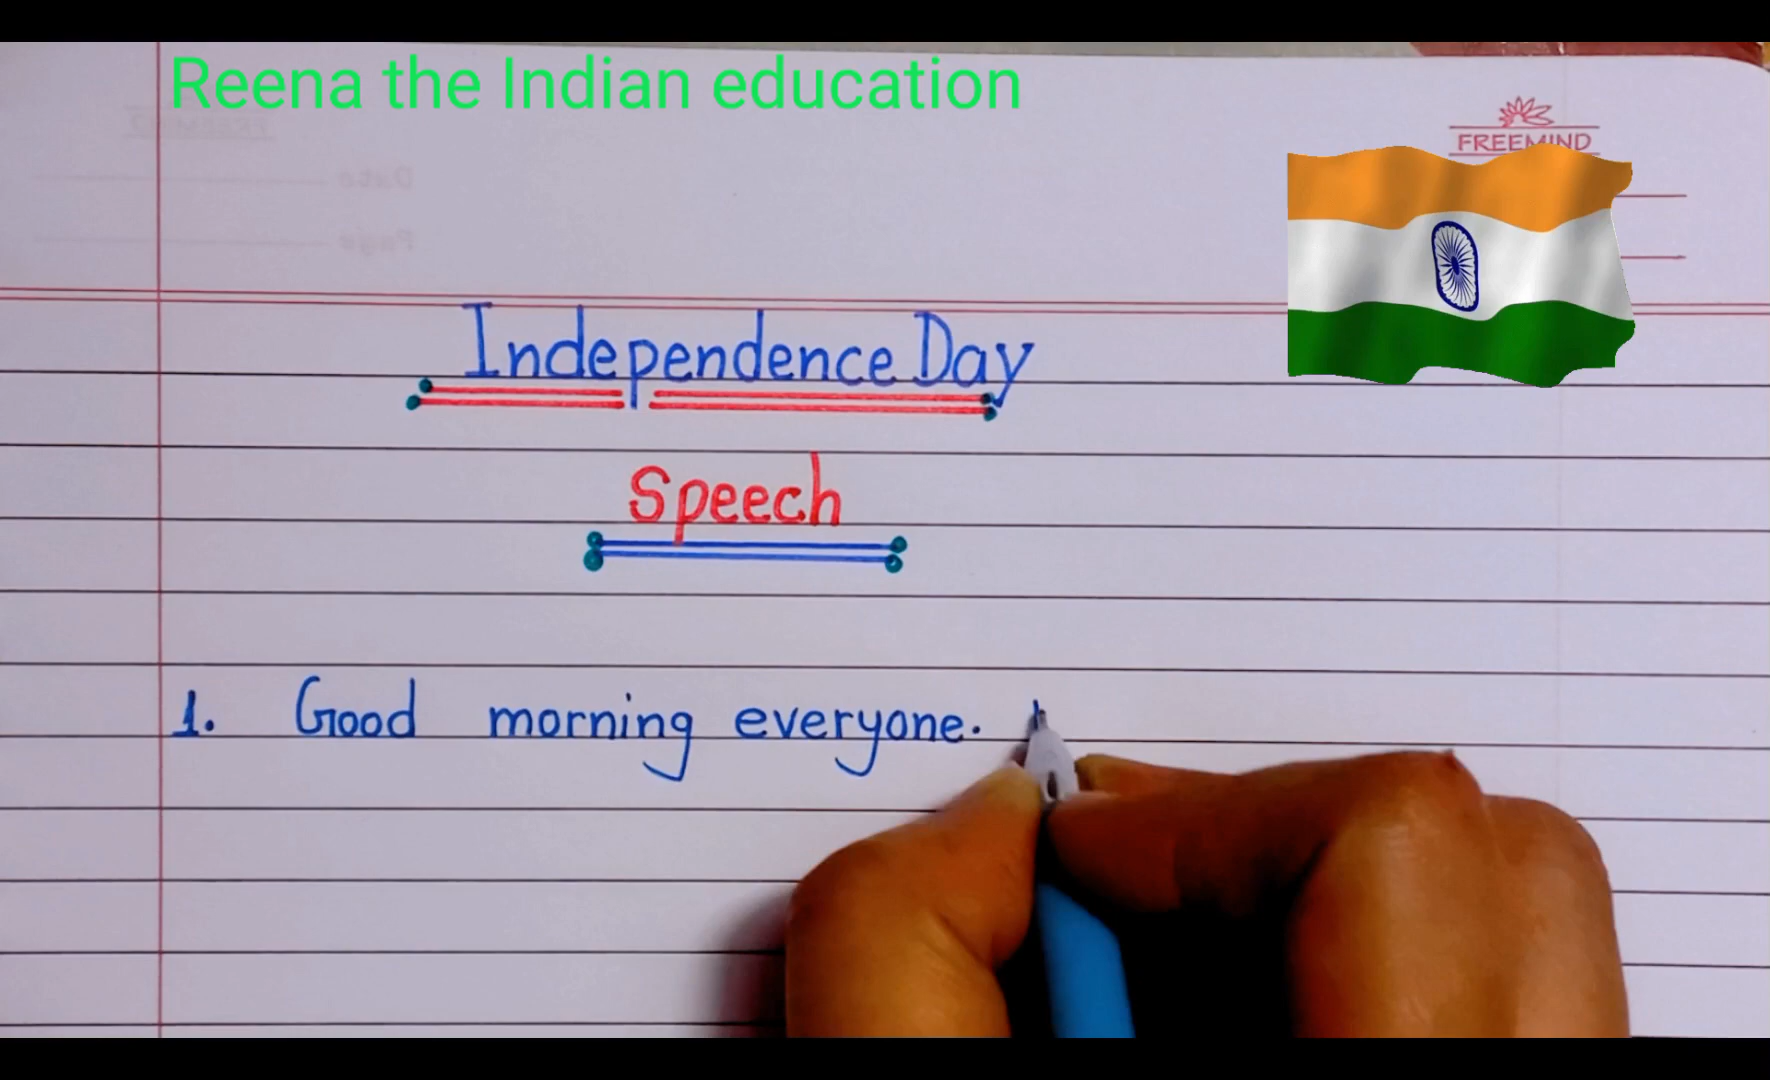 Reena the Indian education
FREEMIND
Independence Day
Speech
1. Good morning everyone.